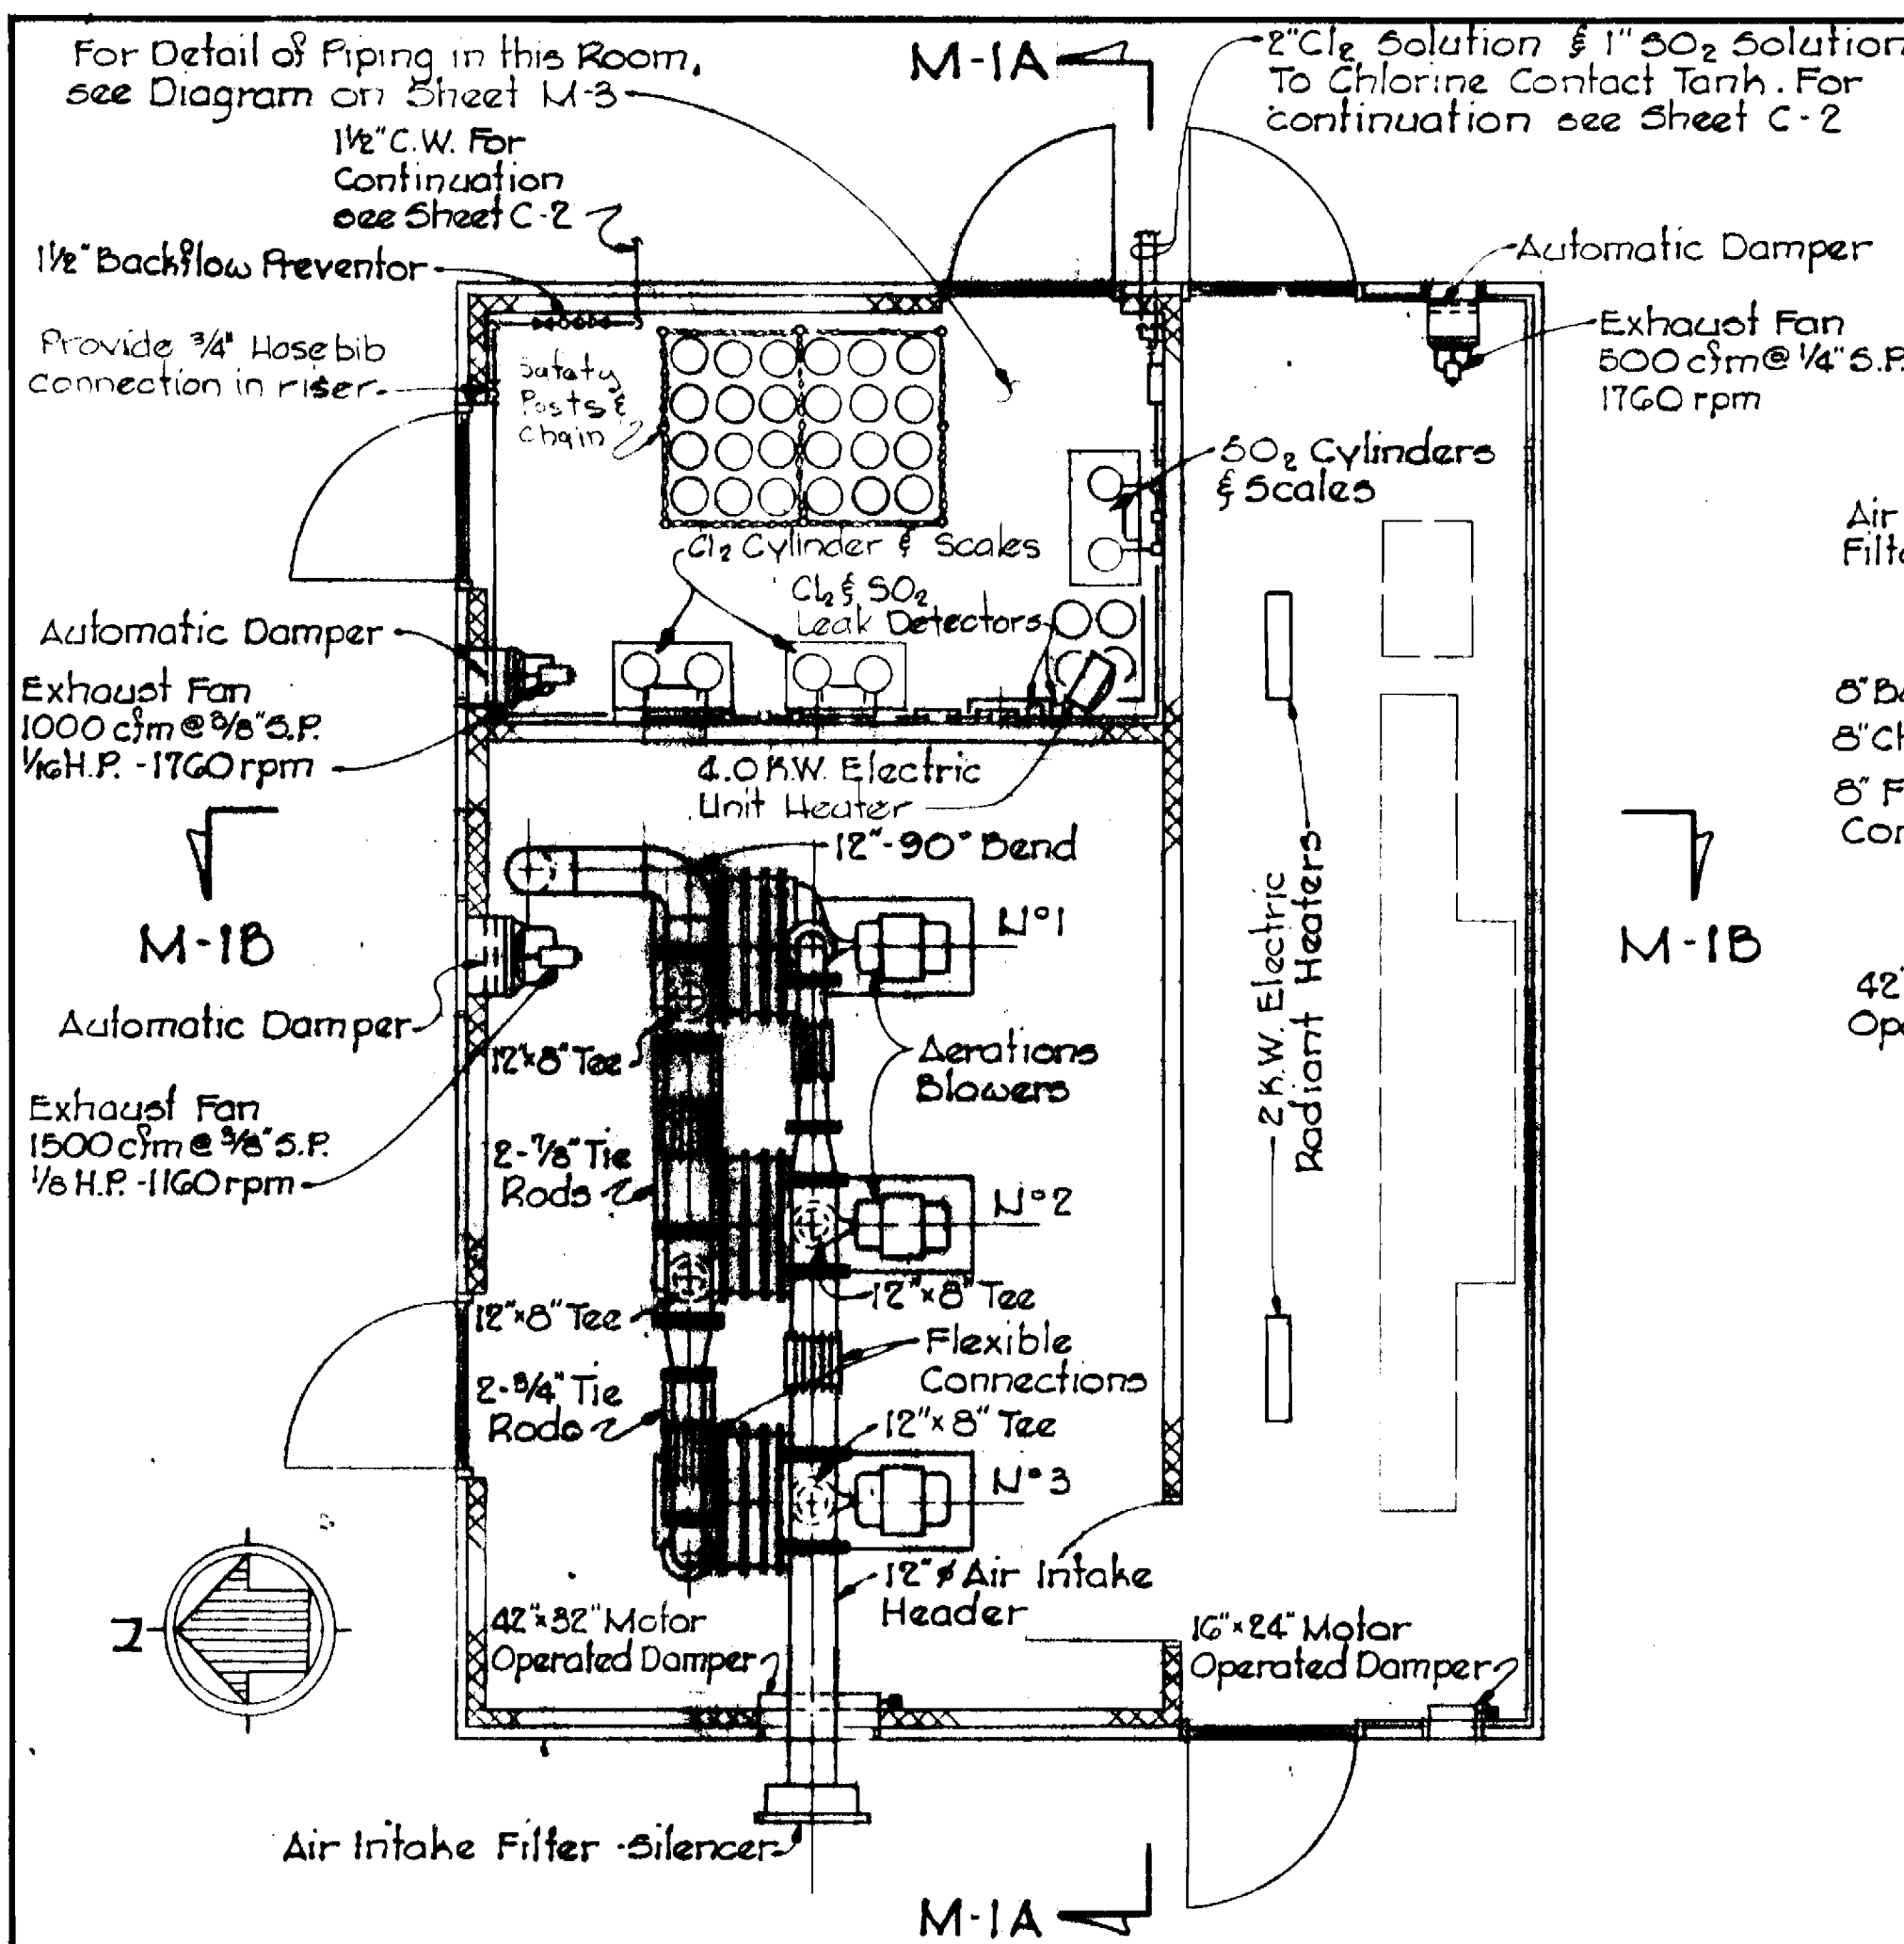 For Detail of Piping in this Room,
see Diagram on Sheet M-3
M-1A
2" Cl2 Solution & 1" SO2 Solution
To Chlorine Contact Tank. For
continuation see Sheet C-2
1½" C.W. For
Continuation
see Sheet C-2
1½" Backflow Preventor
Automatic Damper
Provide ¾" Hosebib
connection in riser
Safaty
Posts &
Chain
Exhaust Fan
500 cfm @ 1/4" S.P.
1760 rpm
SO2 Cylinders
& Scales
Air
Cl2 Cylinder & Scales
Cl2 & SO2
Leak Detectors
Automatic Damper
Exhaust Fan
1000 cfm @ 3/8" S.P.
1/16 H.P. - 1760 rpm
4.0 K.W. Electric
Unit Heater
8"
8"
8"
12"-90° Bend
M-1B
N°1
2 K.W. Electric
Radiant Heaters
M-1B
Automatic Damper
12"x8" Tee
Aerations
Blowers
42"
Exhaust Fan
1500 cfm @ 3/8" S.P.
1/8 H.P. - 1160 rpm
2-7/8" Tie
Rods
N°2
12"x8" Tee
12"x8" Tee
Flexible
Connections
2-3/4" Tie
Rods
12"x8" Tee
N°3
12"ø Air Intake
Header
42"x32" Motor
Operated Damper
16"x24" Motor
Operated Damper
N
Air Intake Filter - Silencer
M-1A